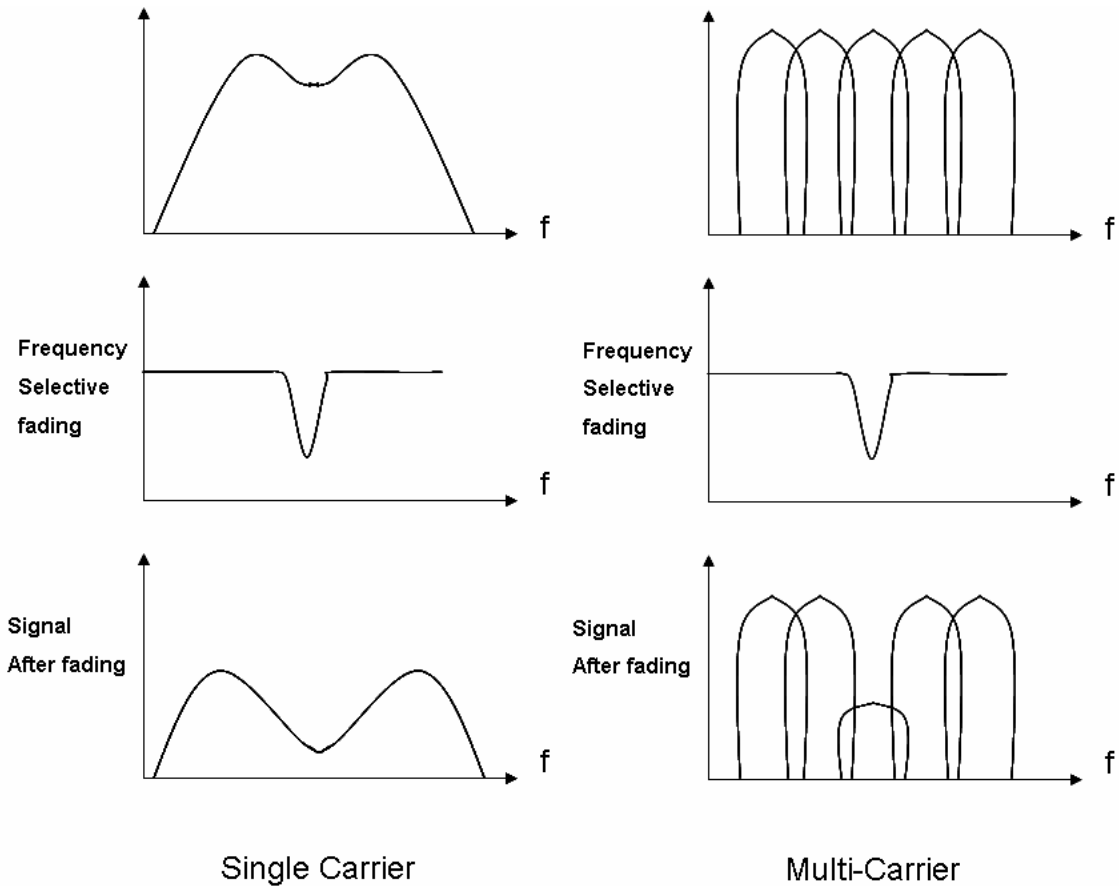 f
f
Frequency
Selective
fading
f
Frequency
Selective
fading
f
Signal
After fading
f
Signal
After fading
f
Single Carrier
Multi-Carrier